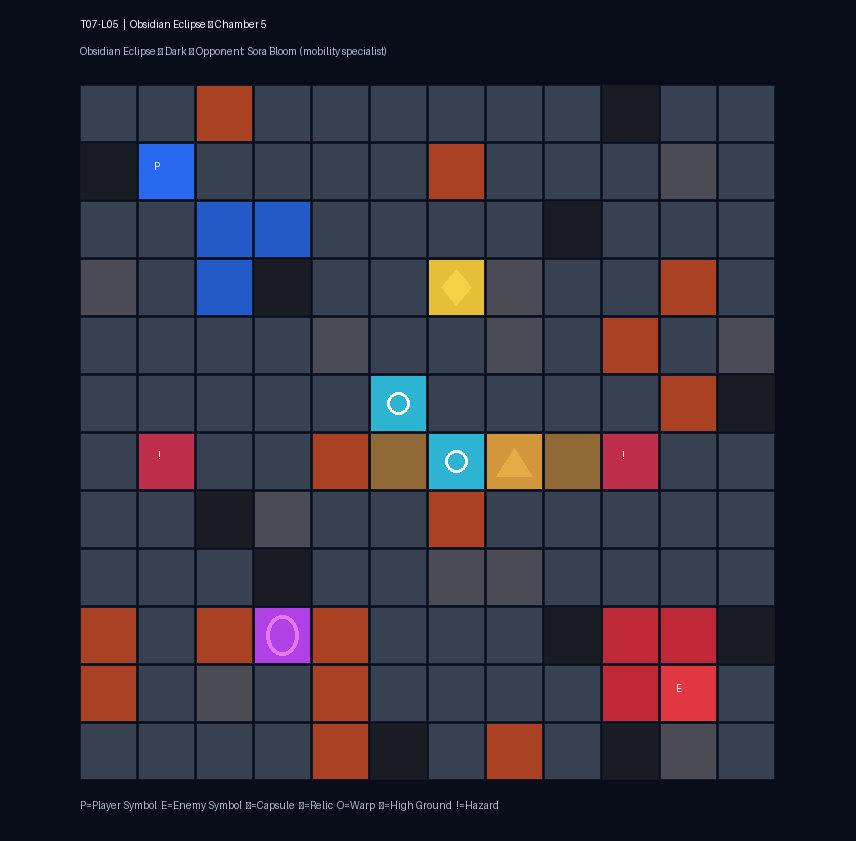 T07-L05 | Obsidian Eclipse □ Chamber 5
Obsidian Eclipse □ Dark □ Opponent: Sora Bloom (mobility specialist)
P
!
!
E
P=Player Symbol E=Enemy Symbol □=Capsule □=Relic O=Warp □=High Ground !=Hazard